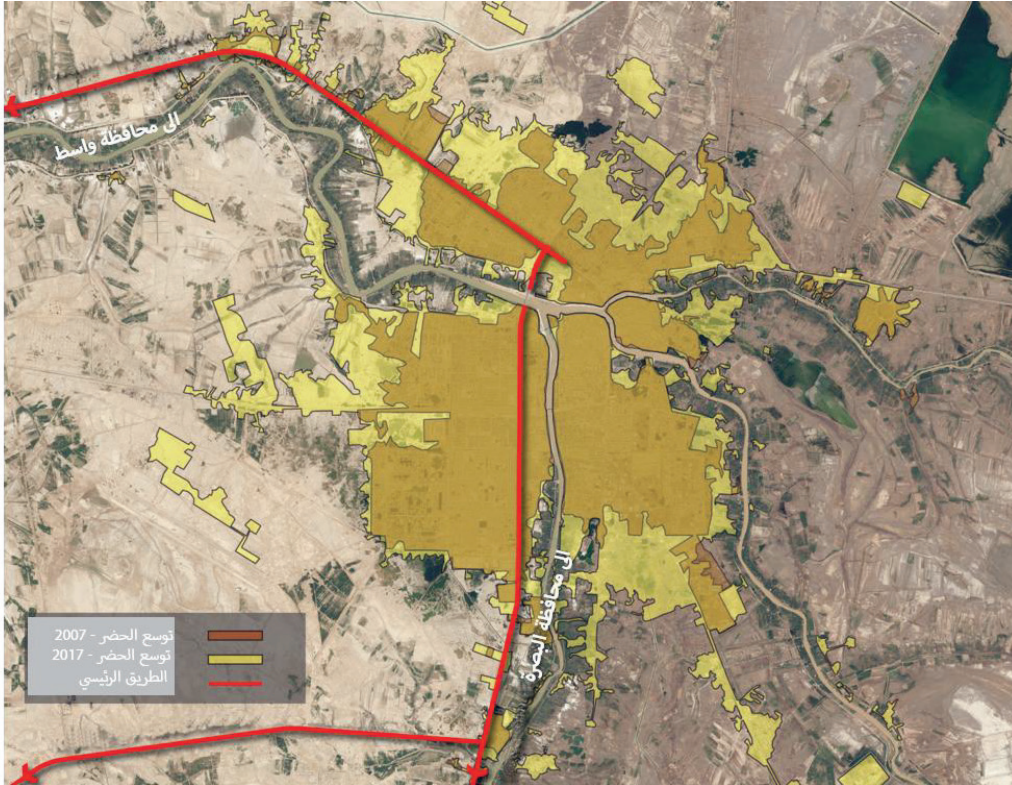 الى محافظة واسط
الى محافظة البصرة
توسع الحضر - 2007
توسع الحضر - 2017
الطريق الرئيسي